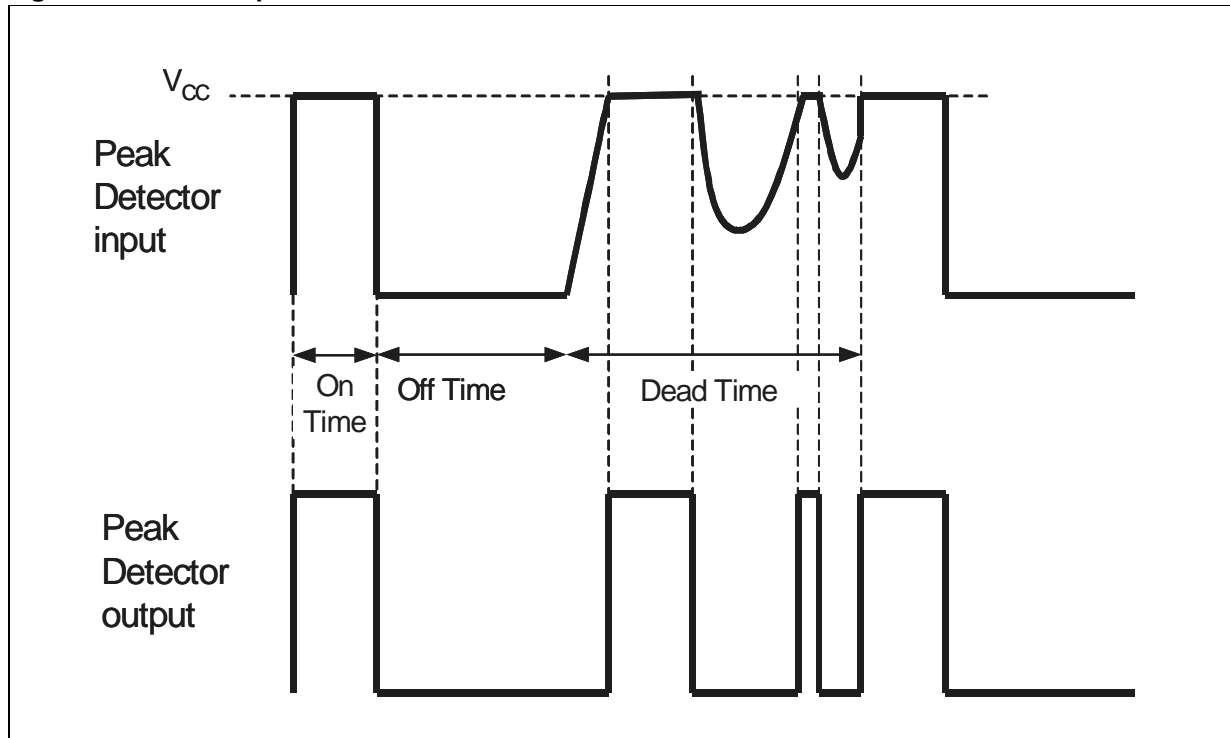 V_CC
Peak
Detector
input
On
Time
Off Time
Dead Time
Peak
Detector
output